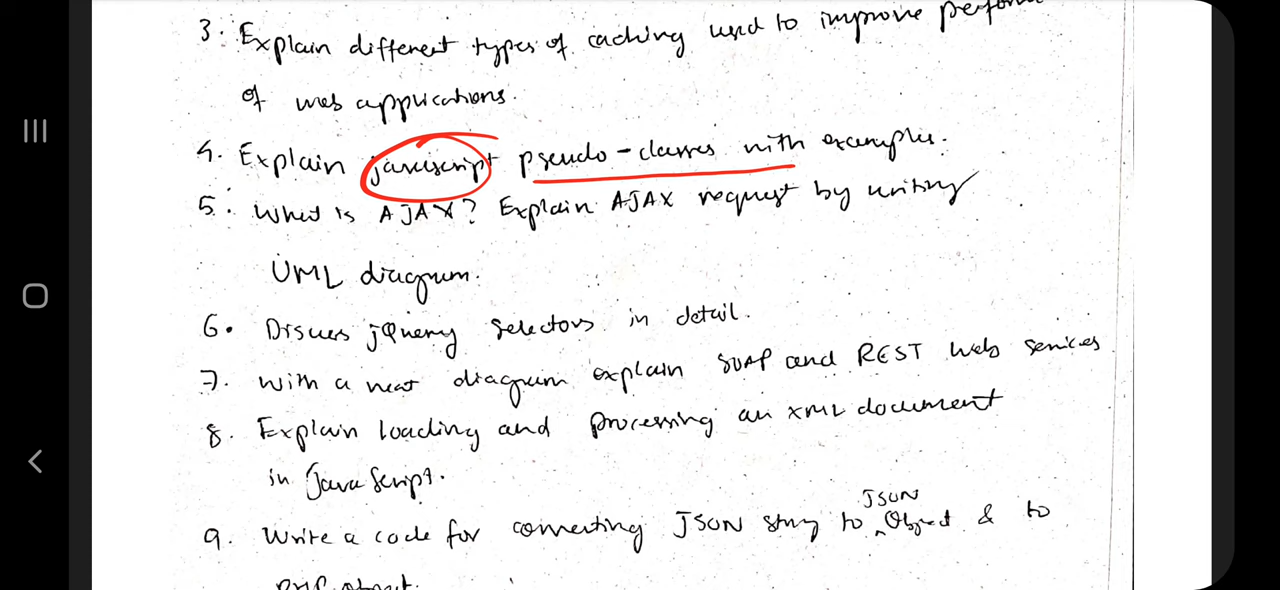 3. Explain different types of caching used to improve
of web applications.
4. Explain javascript pseudo-classes with examples.
5. What is AJAX? Explain AJAX request by writing
UML diagram.
6. Discuss jQuery selectors in detail.
7. With a neat diagram explain SOAP and REST web services
8. Explain loading and processing an XML document
in JavaScript.
JSON
9. Write a code for converting JSON string to ‸Object & to
PHP object.